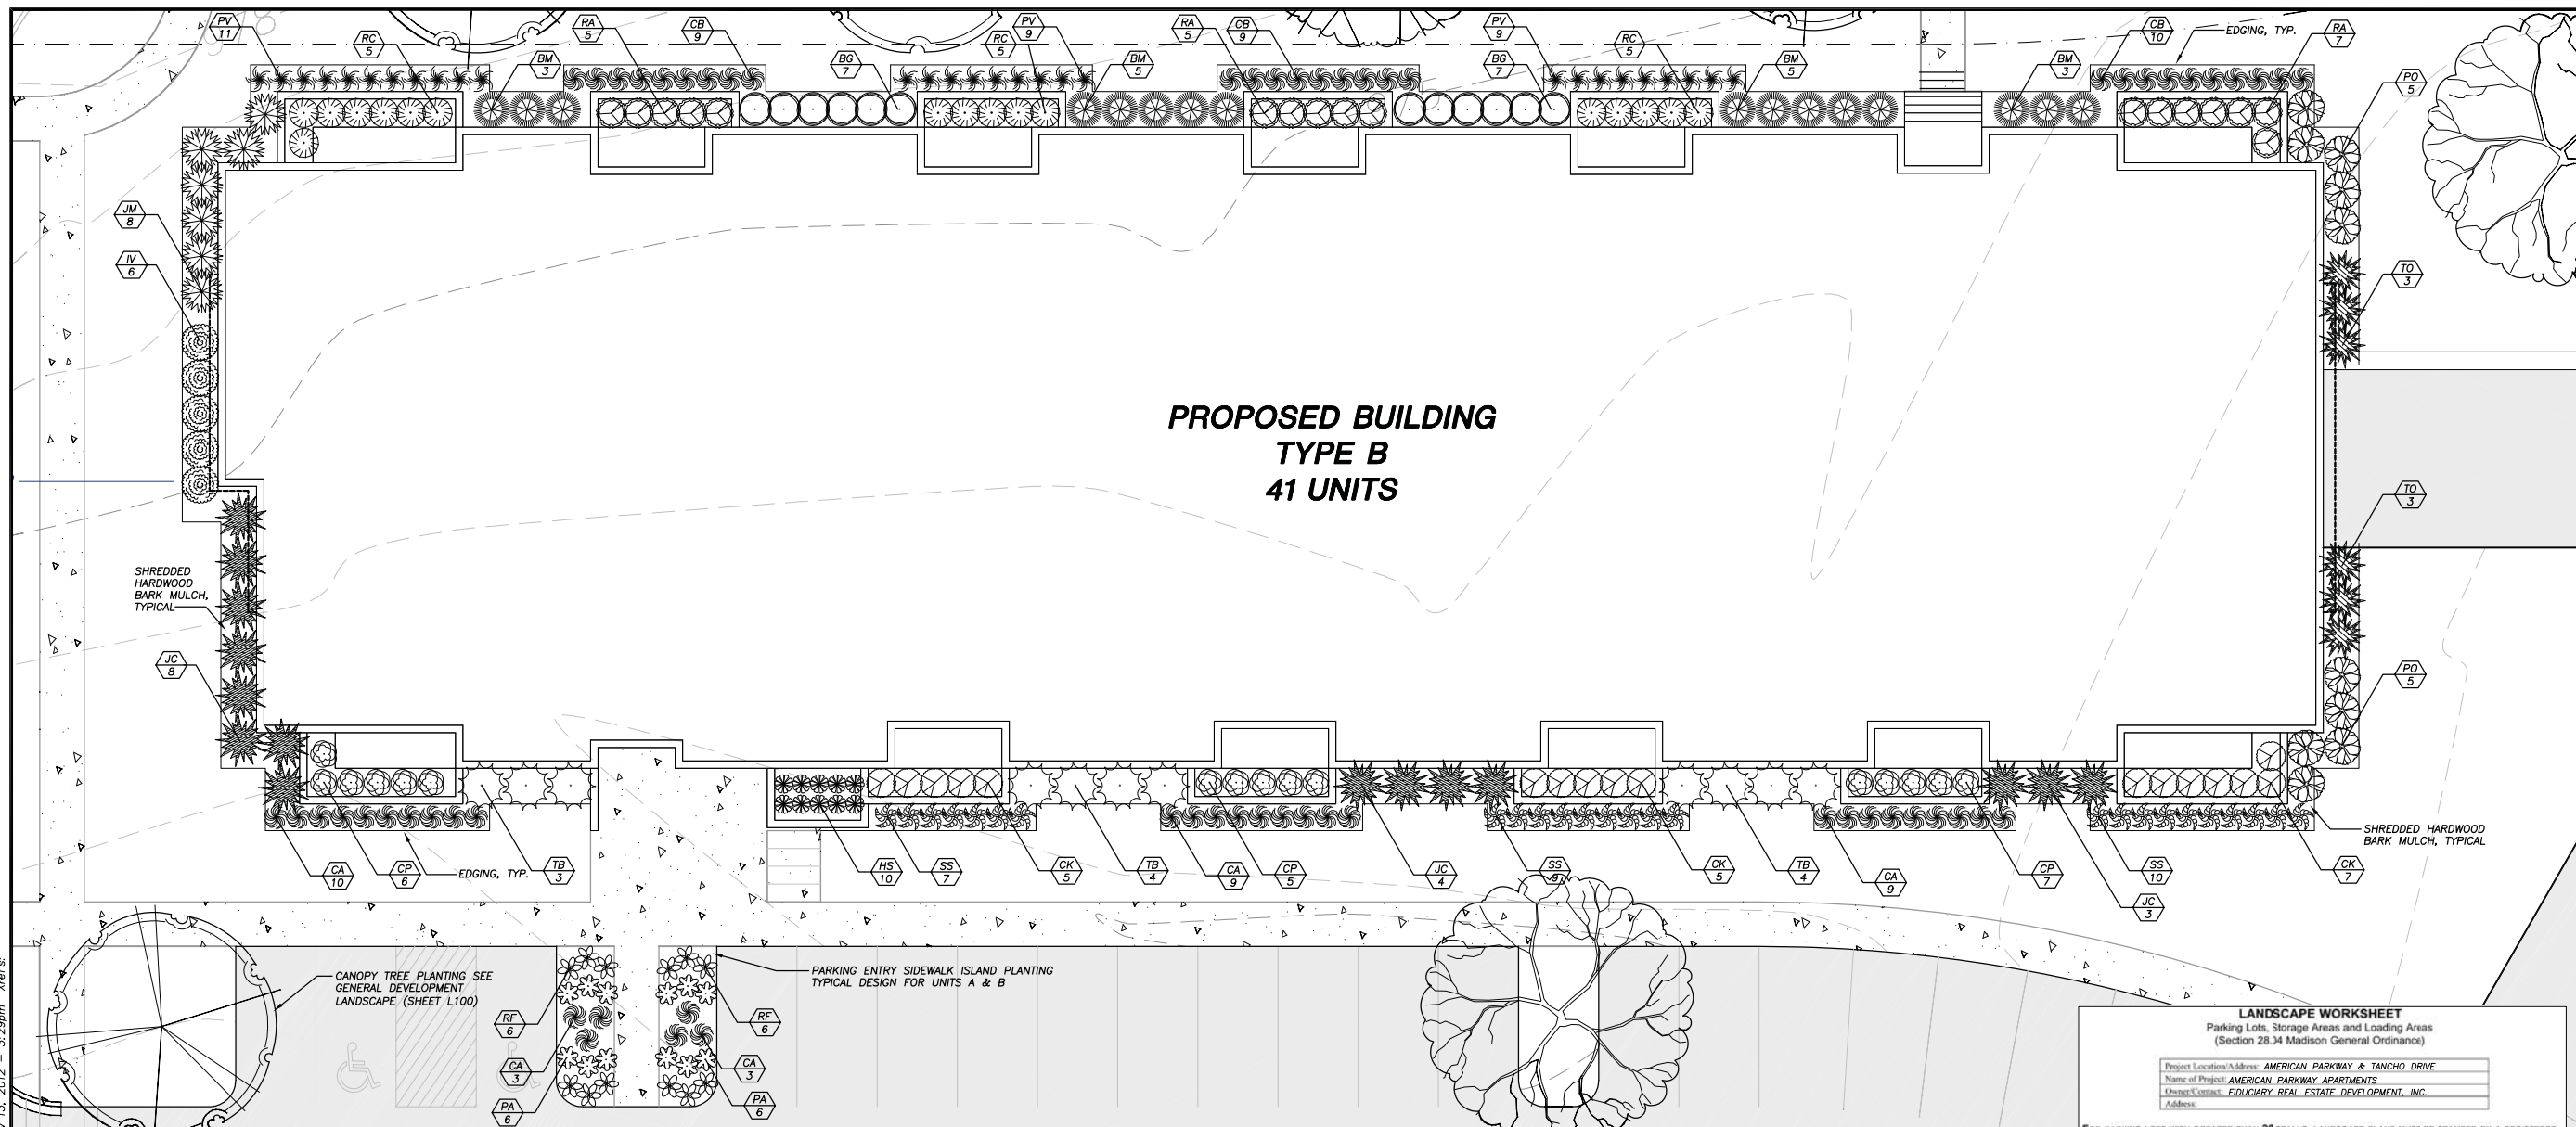 PV
11
RC
5
BM
3
RA
5
CB
9
BG
7
RC
5
PV
9
BM
5
RA
5
CB
9
BG
7
PV
9
RC
5
BM
5
BM
3
CB
10
EDGING, TYP.
RA
7
PO
5
JM
8
IV
6
TO
3
PROPOSED BUILDING
TYPE B
41 UNITS
TO
3
SHREDDED
HARDWOOD
BARK MULCH,
TYPICAL
JC
8
PO
5
CA
10
CP
6
EDGING, TYP.
TB
3
HS
10
SS
7
CK
5
TB
4
CA
9
CP
5
JC
4
SS
9
CK
5
TB
4
CA
9
CP
7
JC
3
SS
10
CK
7
SHREDDED HARDWOOD
BARK MULCH, TYPICAL
CANOPY TREE PLANTING SEE
GENERAL DEVELOPMENT
LANDSCAPE (SHEET L100)
PARKING ENTRY SIDEWALK ISLAND PLANTING
TYPICAL DESIGN FOR UNITS A & B
RF
6
CA
3
PA
6
RF
6
CA
3
PA
6
LANDSCAPE WORKSHEET
Parking Lots, Storage Areas and Loading Areas
(Section 28.04 Madison General Ordinance)
Project Location/Address: AMERICAN PARKWAY & TANCHO DRIVE
Name of Project: AMERICAN PARKWAY APARTMENTS
Owner/Contact: FIDUCIARY REAL ESTATE DEVELOPMENT, INC.
Address: